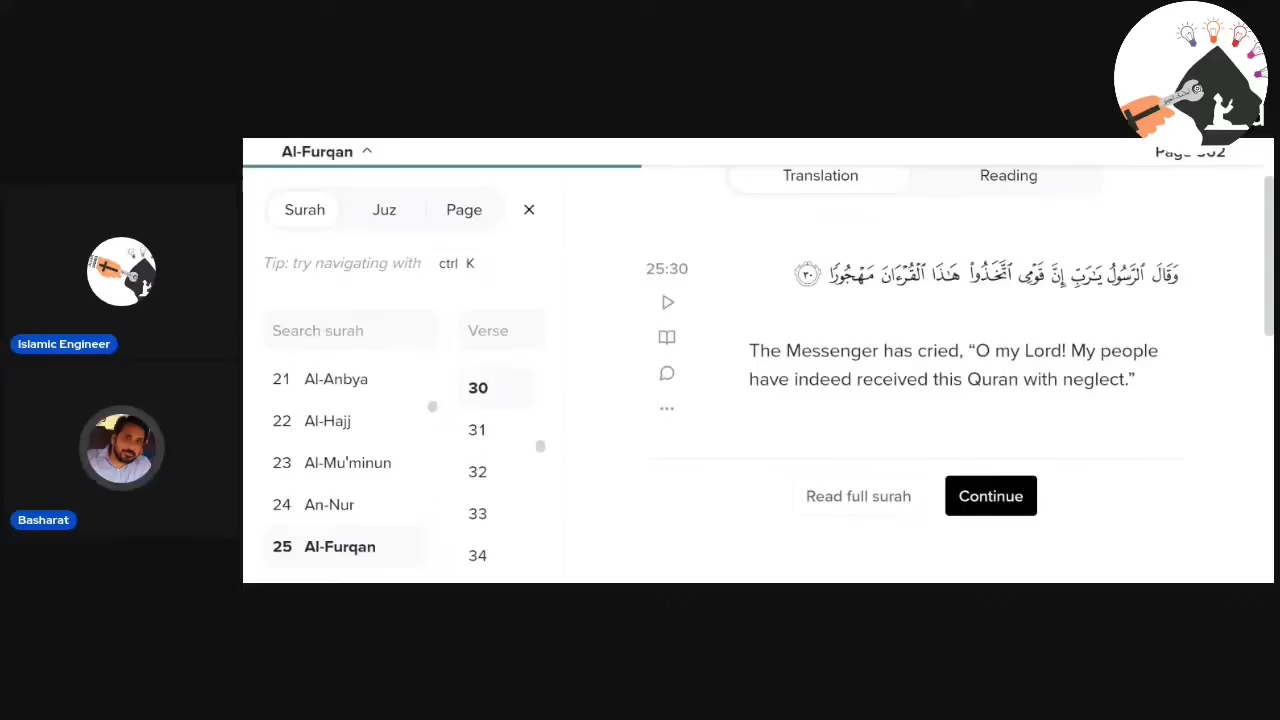 Al-Furqan
Page 302
Surah
Juz
Page
Translation
Reading
Tip: try navigating with ctrl K
25:30
وَقَالَ ٱلرَّسُولُ يَـٰرَبِّ إِنَّ قَوْمِى ٱتَّخَذُوا۟ هَـٰذَا ٱلْقُرْءَانَ مَهْجُورًا ٣٠
Search surah
Verse
The Messenger has cried, “O my Lord! My people
have indeed received this Quran with neglect.”
21 Al-Anbya
30
22 Al-Hajj
31
23 Al-Mu'minun
32
24 An-Nur
33
25 Al-Furqan
34
Read full surah
Continue
Islamic Engineer
Basharat